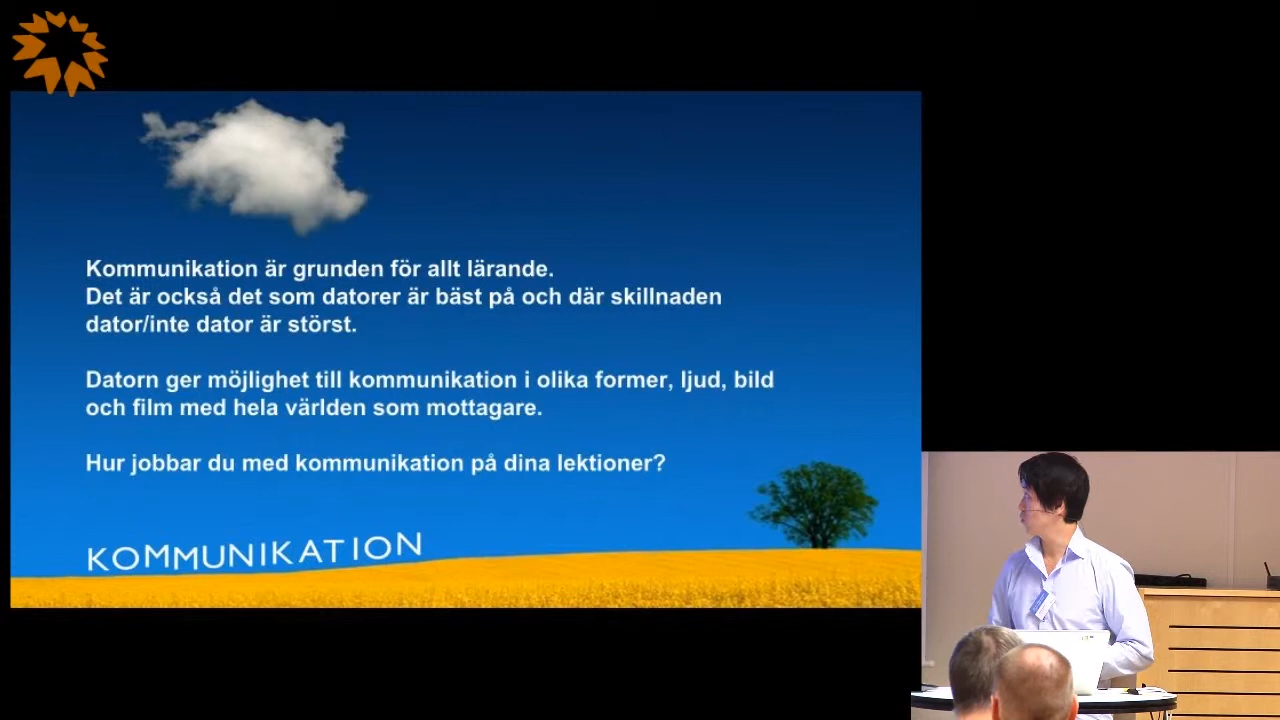 Kommunikation är grunden för allt lärande.
Det är också det som datorer är bäst på och där skillnaden
dator/inte dator är störst.
Datorn ger möjlighet till kommunikation i olika former, ljud, bild
och film med hela världen som mottagare.
Hur jobbar du med kommunikation på dina lektioner?
KOMMUNIKATION